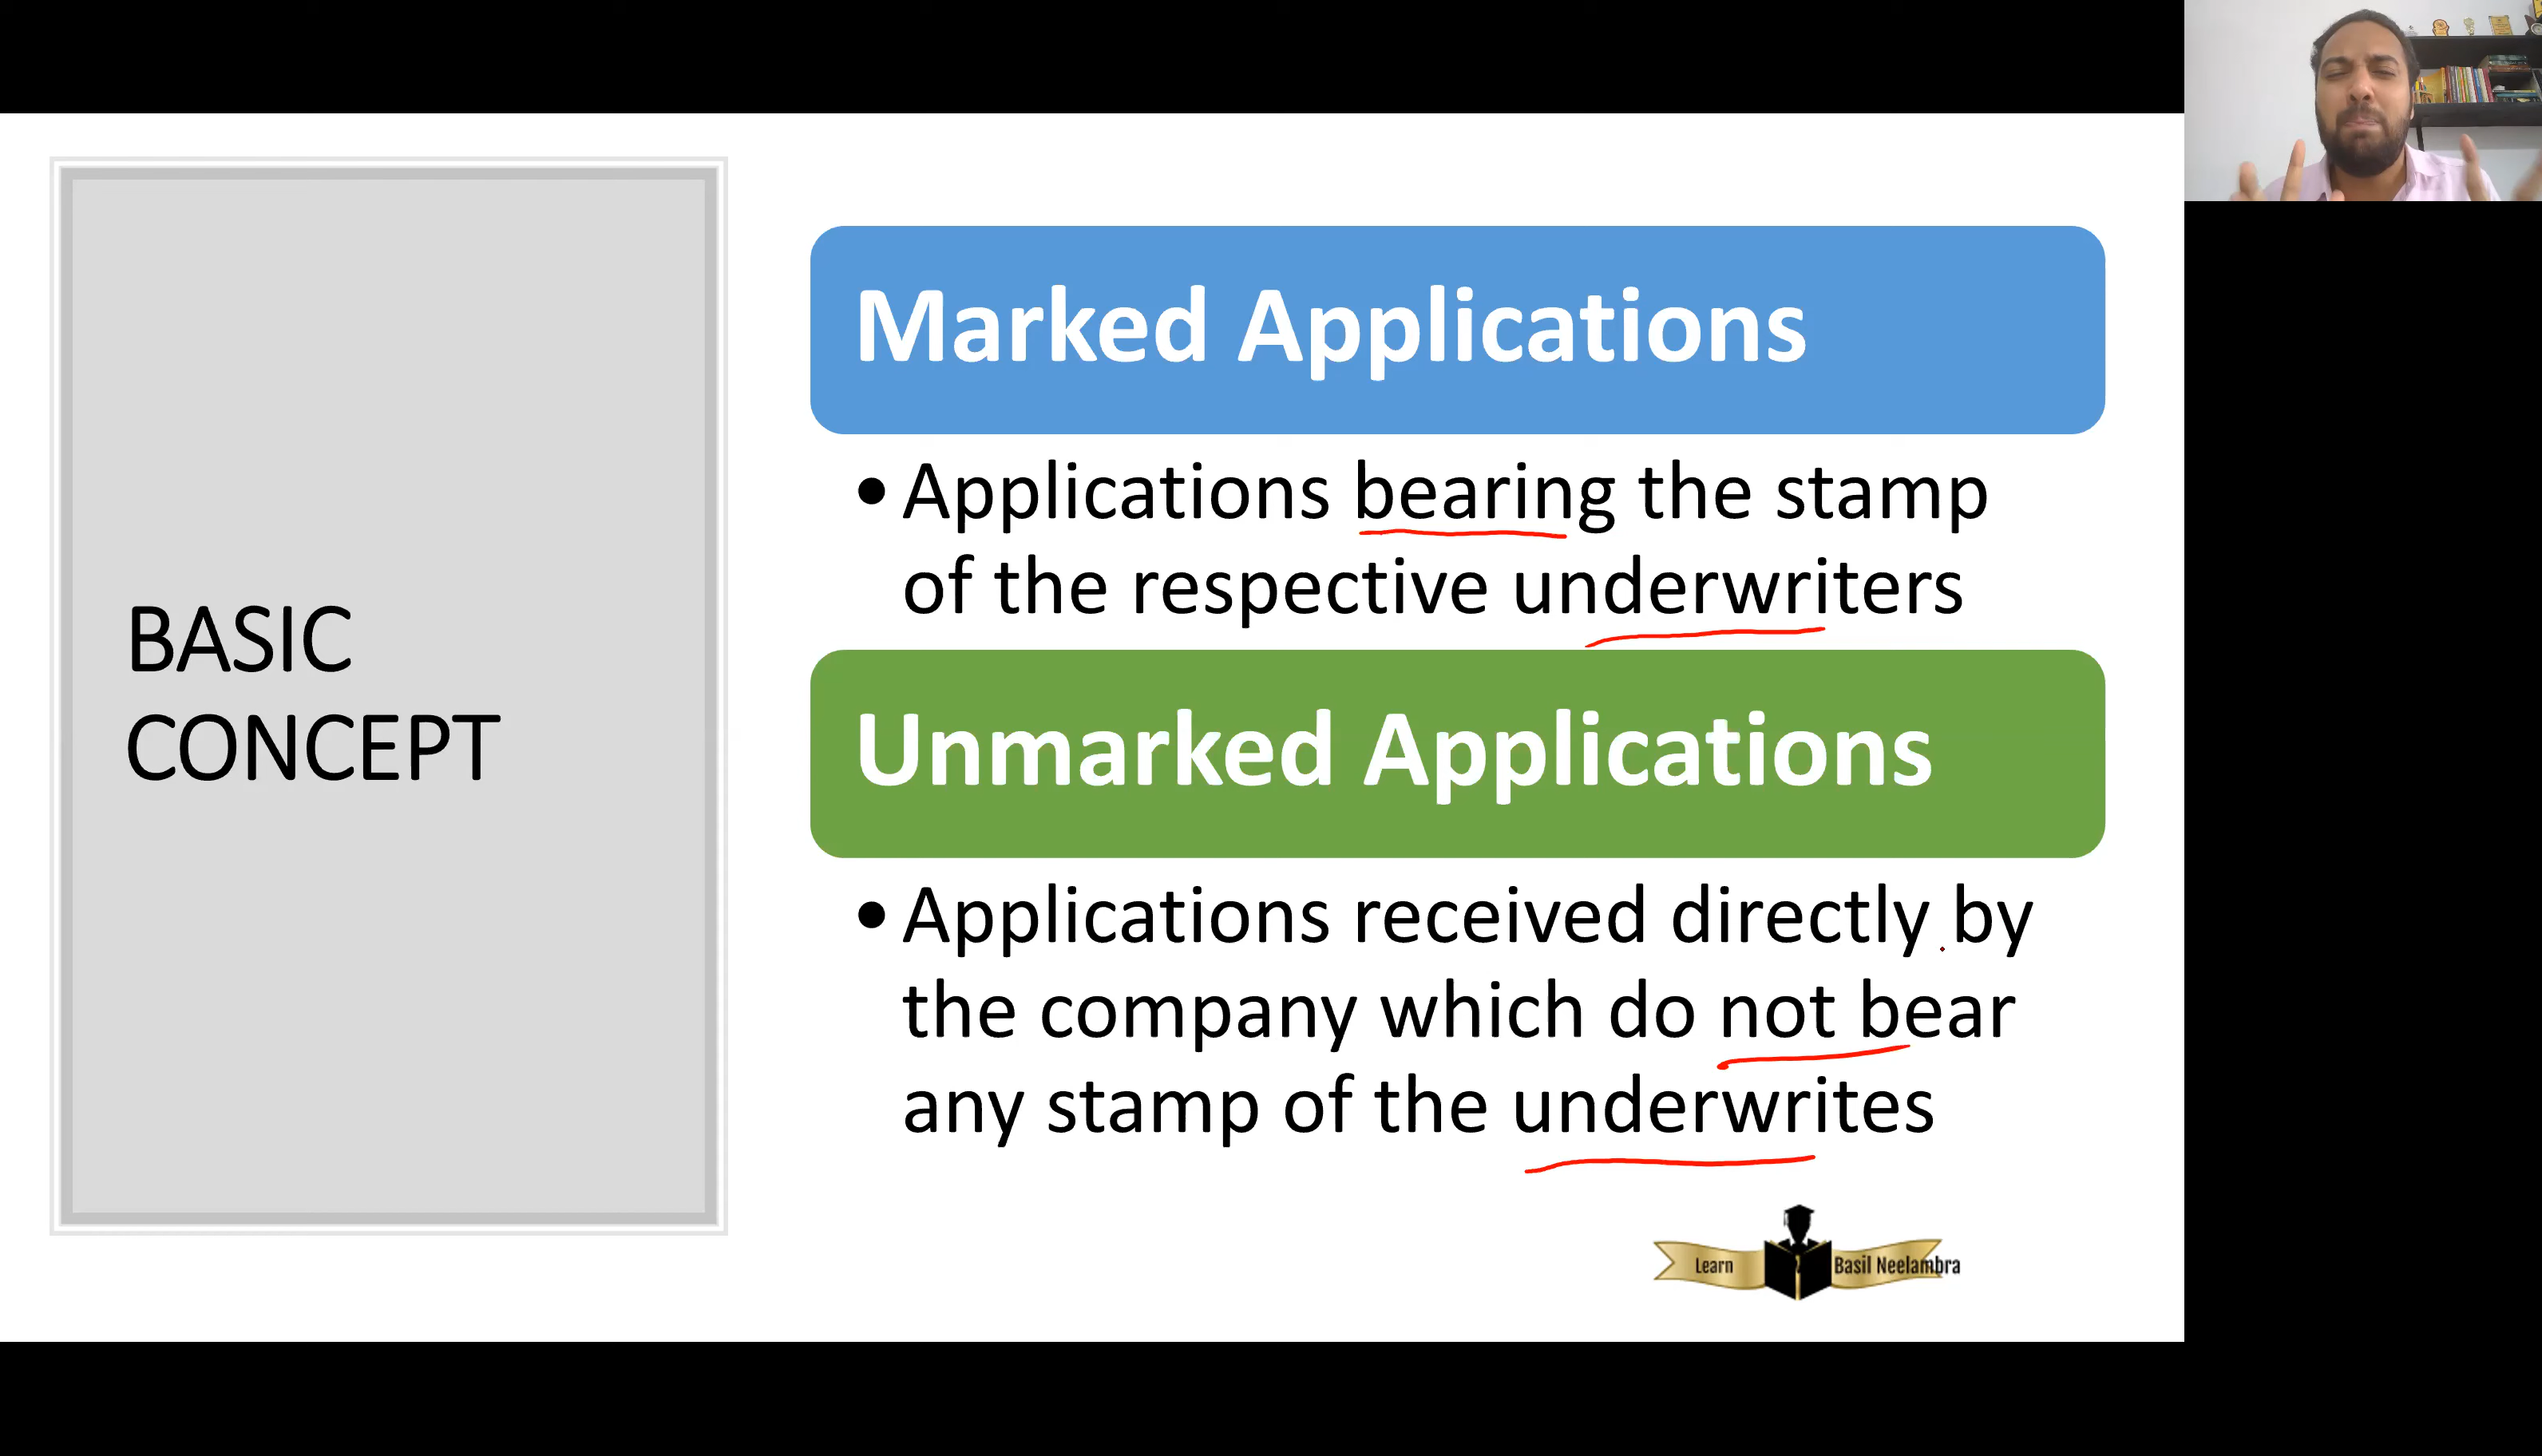 BASIC
CONCEPT
Marked Applications
• Applications bearing the stamp
of the respective underwriters
Unmarked Applications
• Applications received directly by
the company which do not bear
any stamp of the underwrites
Learn Basil Neelambra